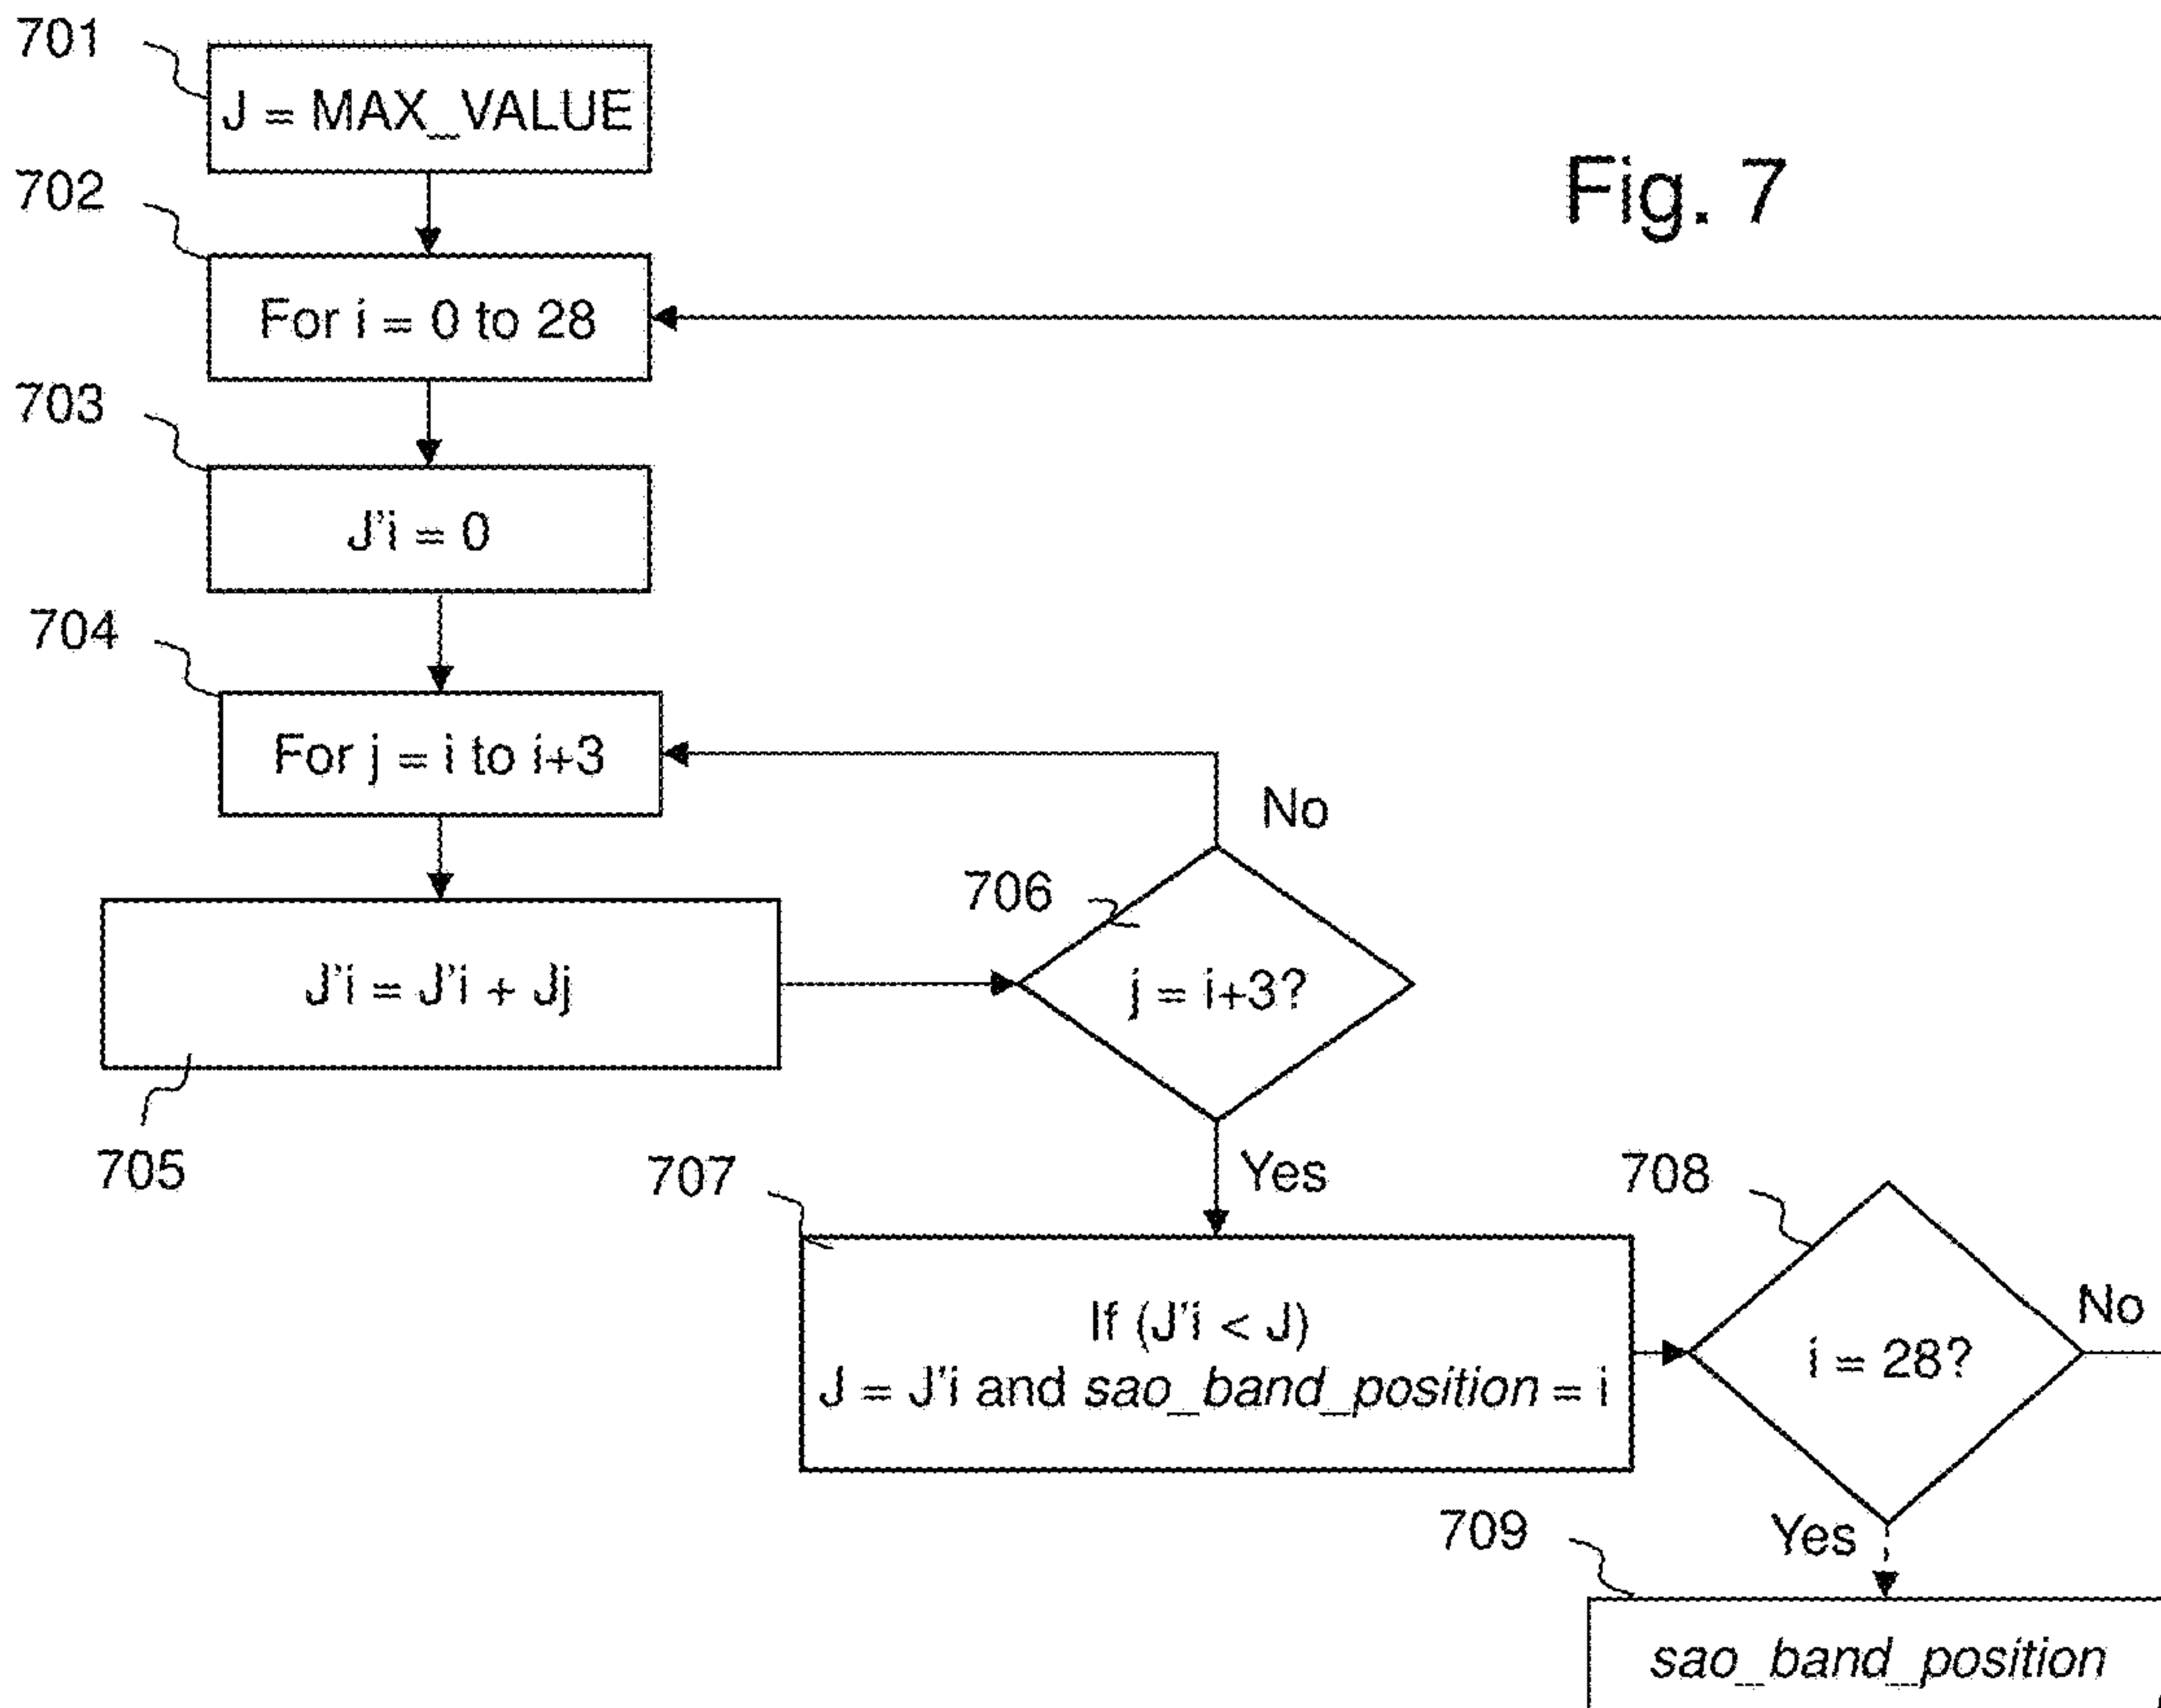 701
J = MAX_VALUE
Fig. 7
702
For i = 0 to 28
703
J'i = 0
704
For j = i to i+3
No
706
J'i = J'i + Jj
j = i+3?
705
707
Yes
708
If (J'i < J)
J = J'i and sao_band_position = i
i = 28?
No
709
Yes
sao_band_position